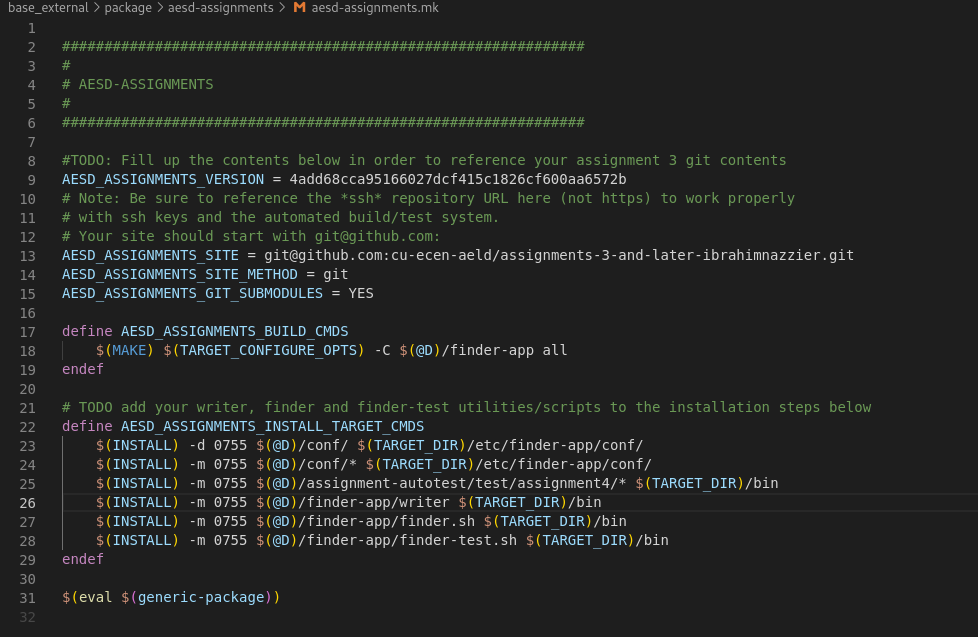 base_external > package > aesd-assignments > M aesd-assignments.mk
1
2 ##############################################################
3 #
4 # AESD-ASSIGNMENTS
5 #
6 ##############################################################
7
8 #TODO: Fill up the contents below in order to reference your assignment 3 git contents
9 AESD_ASSIGNMENTS_VERSION = 4add68cca95166027dcf415c1826cf600aa6572b
10 # Note: Be sure to reference the *ssh* repository URL here (not https) to work properly
11 # with ssh keys and the automated build/test system.
12 # Your site should start with git@github.com:
13 AESD_ASSIGNMENTS_SITE = git@github.com:cu-ecen-aeld/assignments-3-and-later-ibrahimnazzier.git
14 AESD_ASSIGNMENTS_SITE_METHOD = git
15 AESD_ASSIGNMENTS_GIT_SUBMODULES = YES
16
17 define AESD_ASSIGNMENTS_BUILD_CMDS
18 $(MAKE) $(TARGET_CONFIGURE_OPTS) -C $(@D)/finder-app all
19 endef
20
21 # TODO add your writer, finder and finder-test utilities/scripts to the installation steps below
22 define AESD_ASSIGNMENTS_INSTALL_TARGET_CMDS
23 $(INSTALL) -d 0755 $(@D)/conf/ $(TARGET_DIR)/etc/finder-app/conf/
24 $(INSTALL) -m 0755 $(@D)/conf/* $(TARGET_DIR)/etc/finder-app/conf/
25 $(INSTALL) -m 0755 $(@D)/assignment-autotest/test/assignment4/* $(TARGET_DIR)/bin
26 $(INSTALL) -m 0755 $(@D)/finder-app/writer $(TARGET_DIR)/bin
27 $(INSTALL) -m 0755 $(@D)/finder-app/finder.sh $(TARGET_DIR)/bin
28 $(INSTALL) -m 0755 $(@D)/finder-app/finder-test.sh $(TARGET_DIR)/bin
29 endef
30
31 $(eval $(generic-package))
32